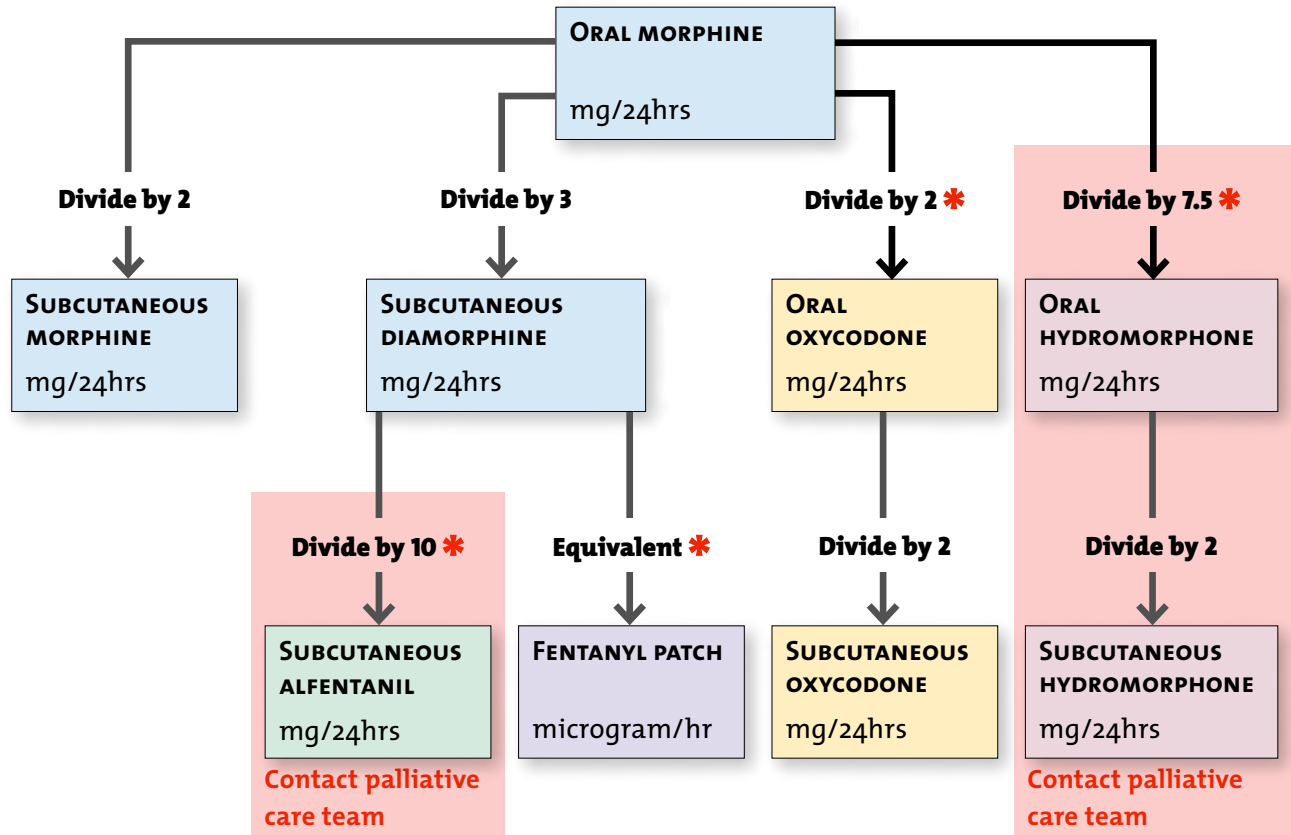 ORAL MORPHINE
mg/24hrs
Divide by 2
Divide by 3
Divide by 2 *
Divide by 7.5 *
SUBCUTANEOUS
MORPHINE
mg/24hrs
SUBCUTANEOUS
DIAMORPHINE
mg/24hrs
ORAL
OXYCODONE
mg/24hrs
ORAL
HYDROMORPHONE
mg/24hrs
Divide by 10 *
Equivalent *
Divide by 2
Divide by 2
SUBCUTANEOUS
ALFENTANIL
mg/24hrs
FENTANYL PATCH
microgram/hr
SUBCUTANEOUS
OXYCODONE
mg/24hrs
SUBCUTANEOUS
HYDROMORPHONE
mg/24hrs
Contact palliative
care team
Contact palliative
care team